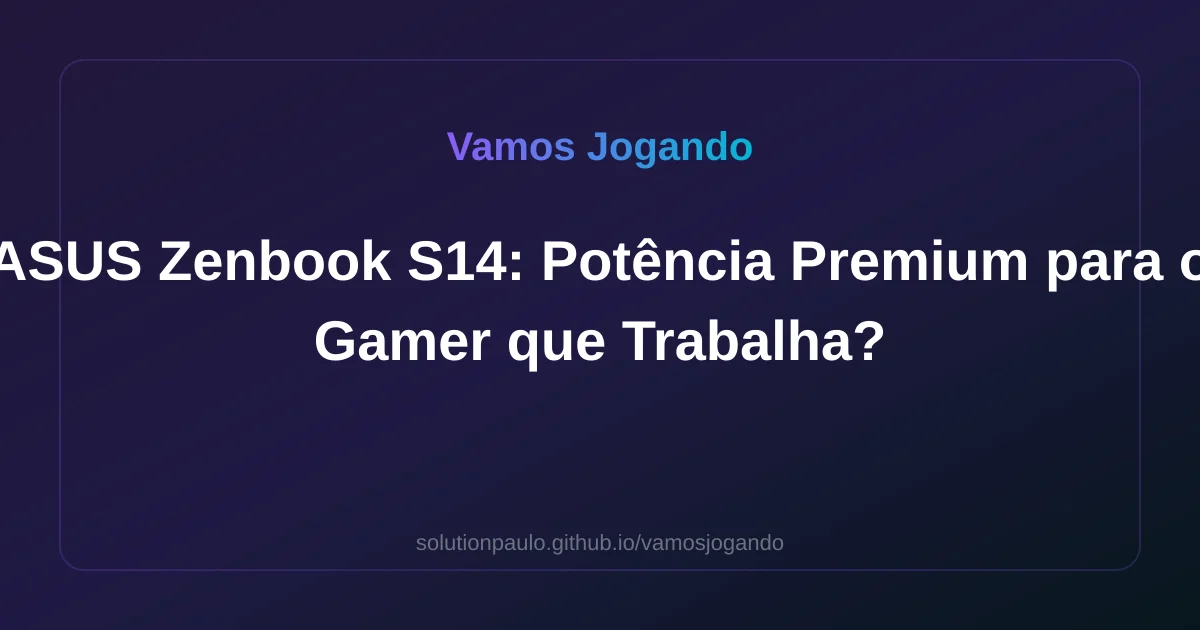 Vamos Jogando
ASUS Zenbook S14: Potência Premium para o
Gamer que Trabalha?
solutionpaulo.github.io/vamosjogando